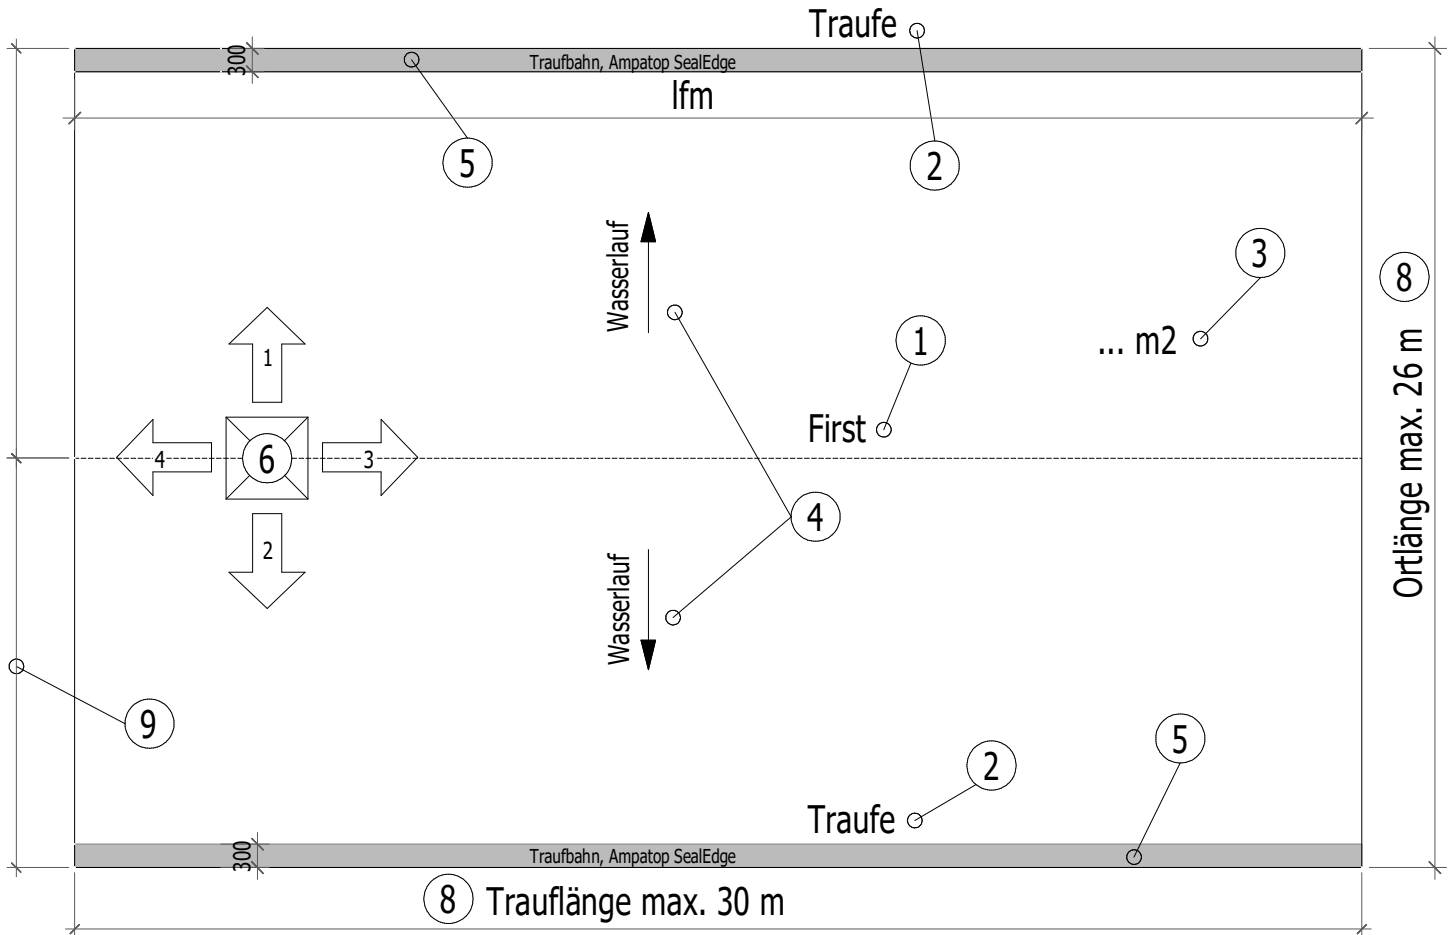 Traufe
300
Traufbahn, Ampatop SealEdge
lfm
5
2
Wasserlauf
3
8
1
... m2
1
First
Ortlänge max. 26 m
4
6
3
4
2
Wasserlauf
9
5
2
Traufe
300
Traufbahn, Ampatop SealEdge
8 Trauflänge max. 30 m